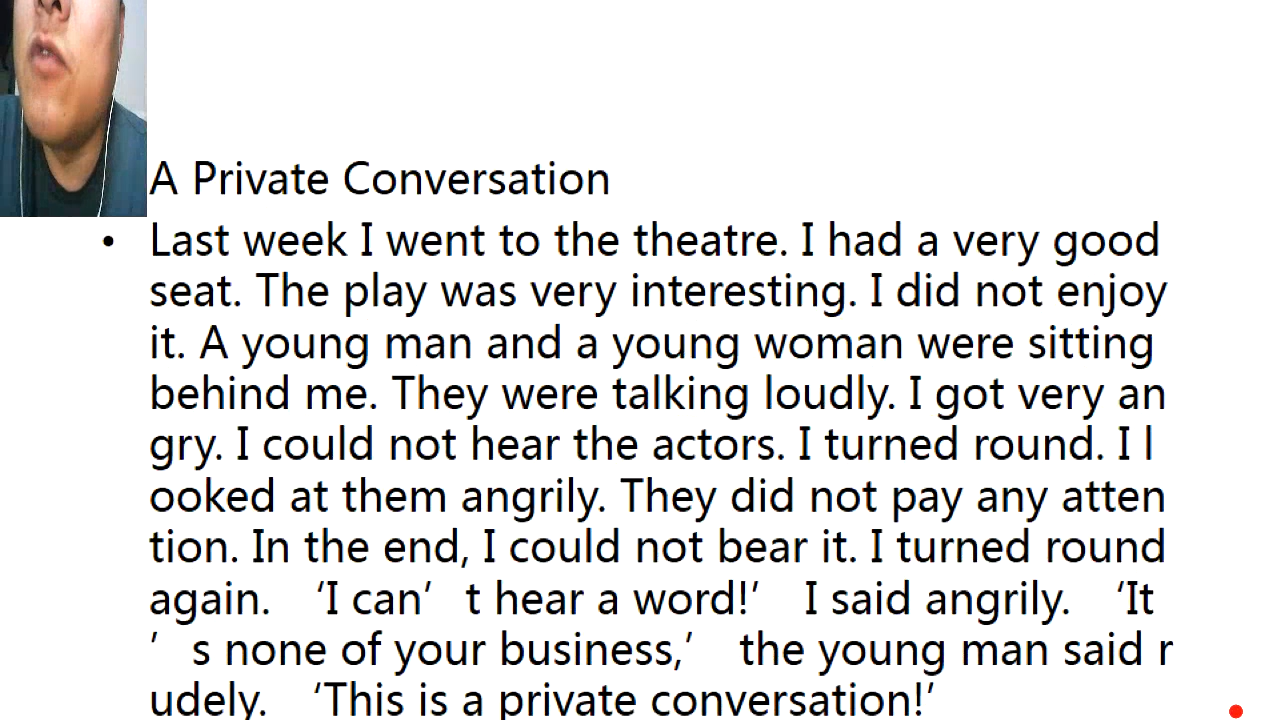 A Private Conversation
• Last week I went to the theatre. I had a very good
seat. The play was very interesting. I did not enjoy
it. A young man and a young woman were sitting
behind me. They were talking loudly. I got very an
gry. I could not hear the actors. I turned round. I l
ooked at them angrily. They did not pay any atten
tion. In the end, I could not bear it. I turned round
again. ‘I can’ t hear a word!’ I said angrily. ‘It
’ s none of your business,’ the young man said r
udely. ‘This is a private conversation!’